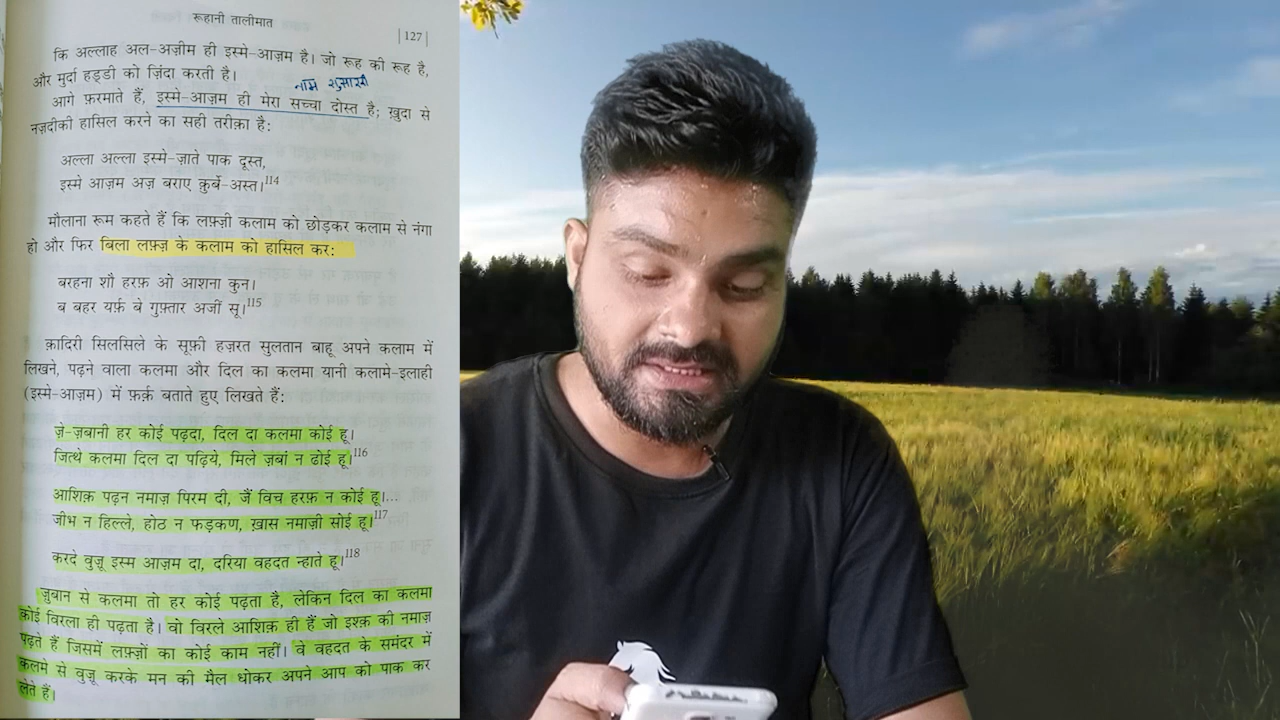 रूहानी तालीमात
|127|
कि अल्लाह अल-अज़ीम ही इस्मे-आज़म है। जो रूह की रूह है,
और मुर्दा हड्डी को ज़िंदा करती है।
नाम
आगे फ़रमाते हैं, इस्मे-आज़म ही मेरा सच्चा दोस्त है; ख़ुदा से
नज़दीकी हासिल करने का सही तरीक़ा है:
अल्ला अल्ला इस्मे-ज़ाते पाक दूस्त,
इस्मे आज़म अज़ बराए क़ुर्बे-अस्त।114
मौलाना रूम कहते हैं कि लफ़्ज़ी कलाम को छोड़कर कलाम से नंगा
हो और फिर बिला लफ़्ज़ के कलाम को हासिल कर:
बरहना शौ हरफ़ ओ आशना कुन।
ब बहर यर्फ़ बे गुफ़्तार अजीं सू।115
क़ादिरी सिलसिले के सूफ़ी हज़रत सुलतान बाहू अपने कलाम में
लिखने, पढ़ने वाला कलमा और दिल का कलमा यानी कलामे-इलाही
(इस्मे-आज़म) में फ़र्क़ बताते हुए लिखते हैं:
ज़े-ज़बानी हर कोई पढ़दा, दिल दा कलमा कोई हू।
जित्थे कलमा दिल दा पढ़िये, मिले ज़बां न ढोई हू।116
आशिक़ पढ़न नमाज़ पिरम दी, जैं विच हरफ़ न कोई हू।...
जीभ न हिल्ले, होठ न फड़कण, ख़ास नमाज़ी सोई हू।117
करदे वुज़ू इस्म आज़म दा, दरिया वहदत न्हाते हू।118
ज़ुबान से कलमा तो हर कोई पढ़ता है, लेकिन दिल का कलमा
कोई विरला ही पढ़ता है। वो विरले आशिक़ ही हैं जो इश्क़ की नमाज़
पढ़ते हैं जिसमें लफ़्ज़ों का कोई काम नहीं। वे वहदत के समंदर में
कलमे से वुज़ू करके मन की मैल धोकर अपने आप को पाक कर
लेते हैं।